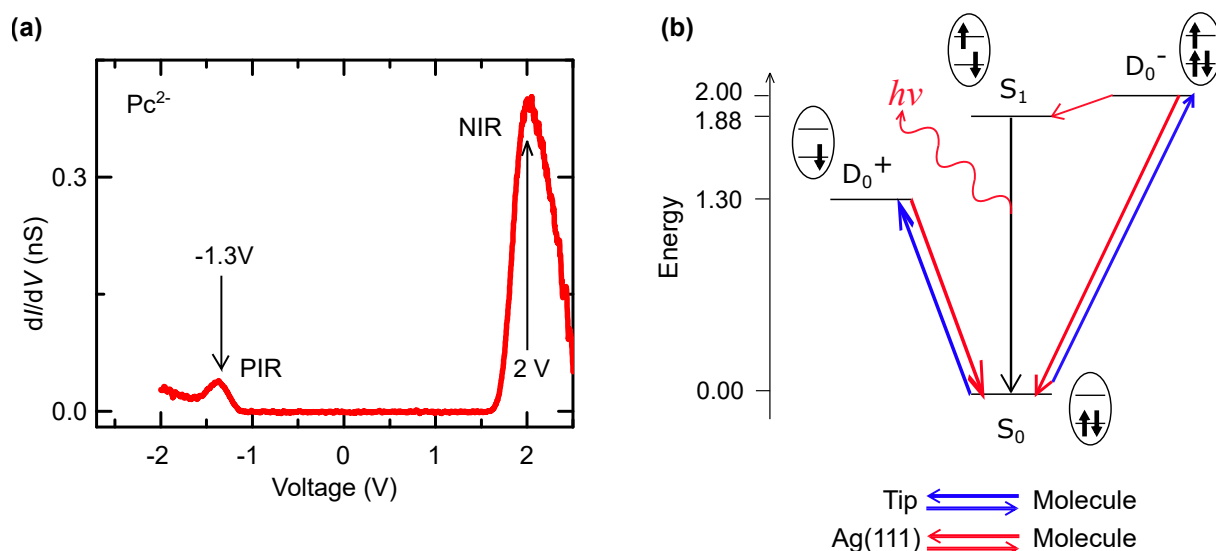 (a)
Pc2-
NIR
-1.3V
PIR
2 V
0.3
0.0
dI/dV (nS)
-2
-1
0
1
2
Voltage (V)
(b)
S1
D0-
hν
D0+
2.00
1.88
1.30
0.00
Energy
S0
Tip
Molecule
Ag(111)
Molecule